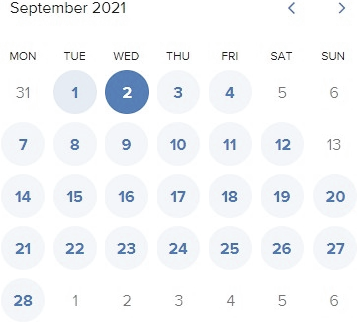 September 2021
MON TUE WED THU FRI SAT SUN
31 1 2 3 4 5 6
7 8 9 10 11 12 13
14 15 16 17 18 19 20
21 22 23 24 25 26 27
28 1 2 3 4 5 6